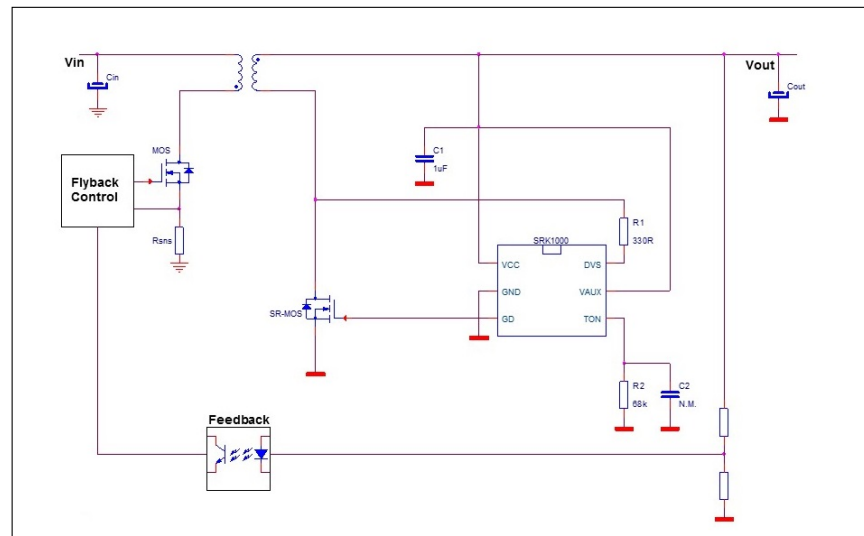 Vin
Cin
Vout
Cout
MOS
C1
1uF
Flyback
Control
R1
330R
SRK1000
Rsns
VCC
DVS
GND
VAUX
GD
TON
SR-MOS
R2
68k
C2
N.M.
Feedback